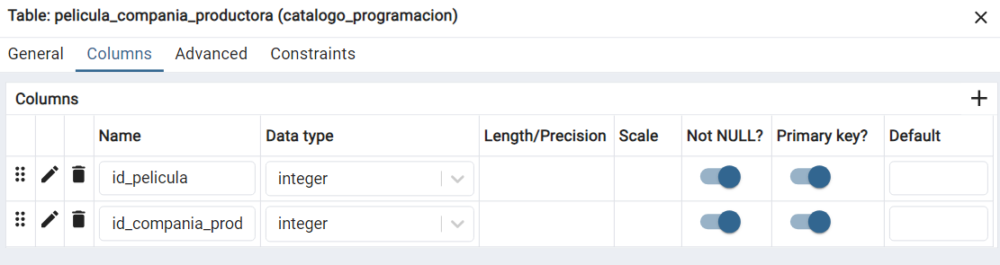 Table: pelicula_compania_productora (catalogo_programacion)
General Columns Advanced Constraints
Columns
Name Data type Length/Precision Scale Not NULL? Primary key? Default
id_pelicula integer
id_compania_prod integer